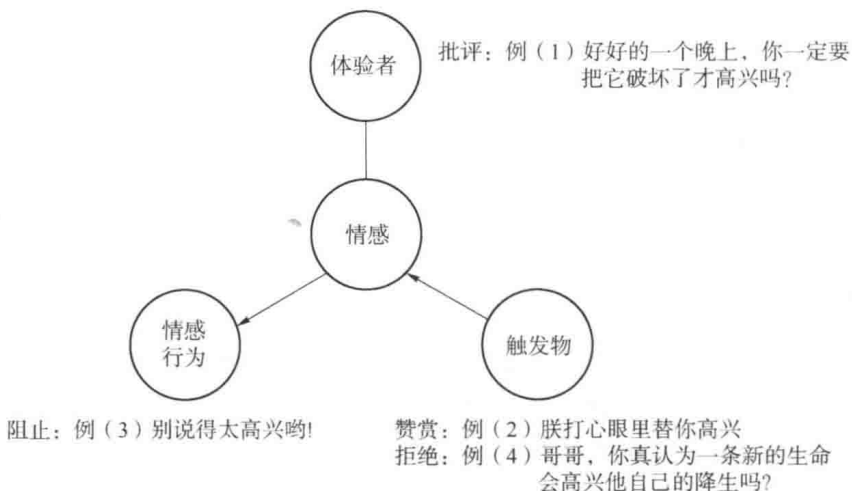 体验者
批评：例（1）好好的一个晚上，你一定要
把它破坏了才高兴吗？
情感
情感
行为
触发物
阻止：例（3）别说得太高兴哟！
赞赏：例（2）朕打心眼里替你高兴
拒绝：例（4）哥哥，你真认为一条新的生命
会高兴他自己的降生吗？